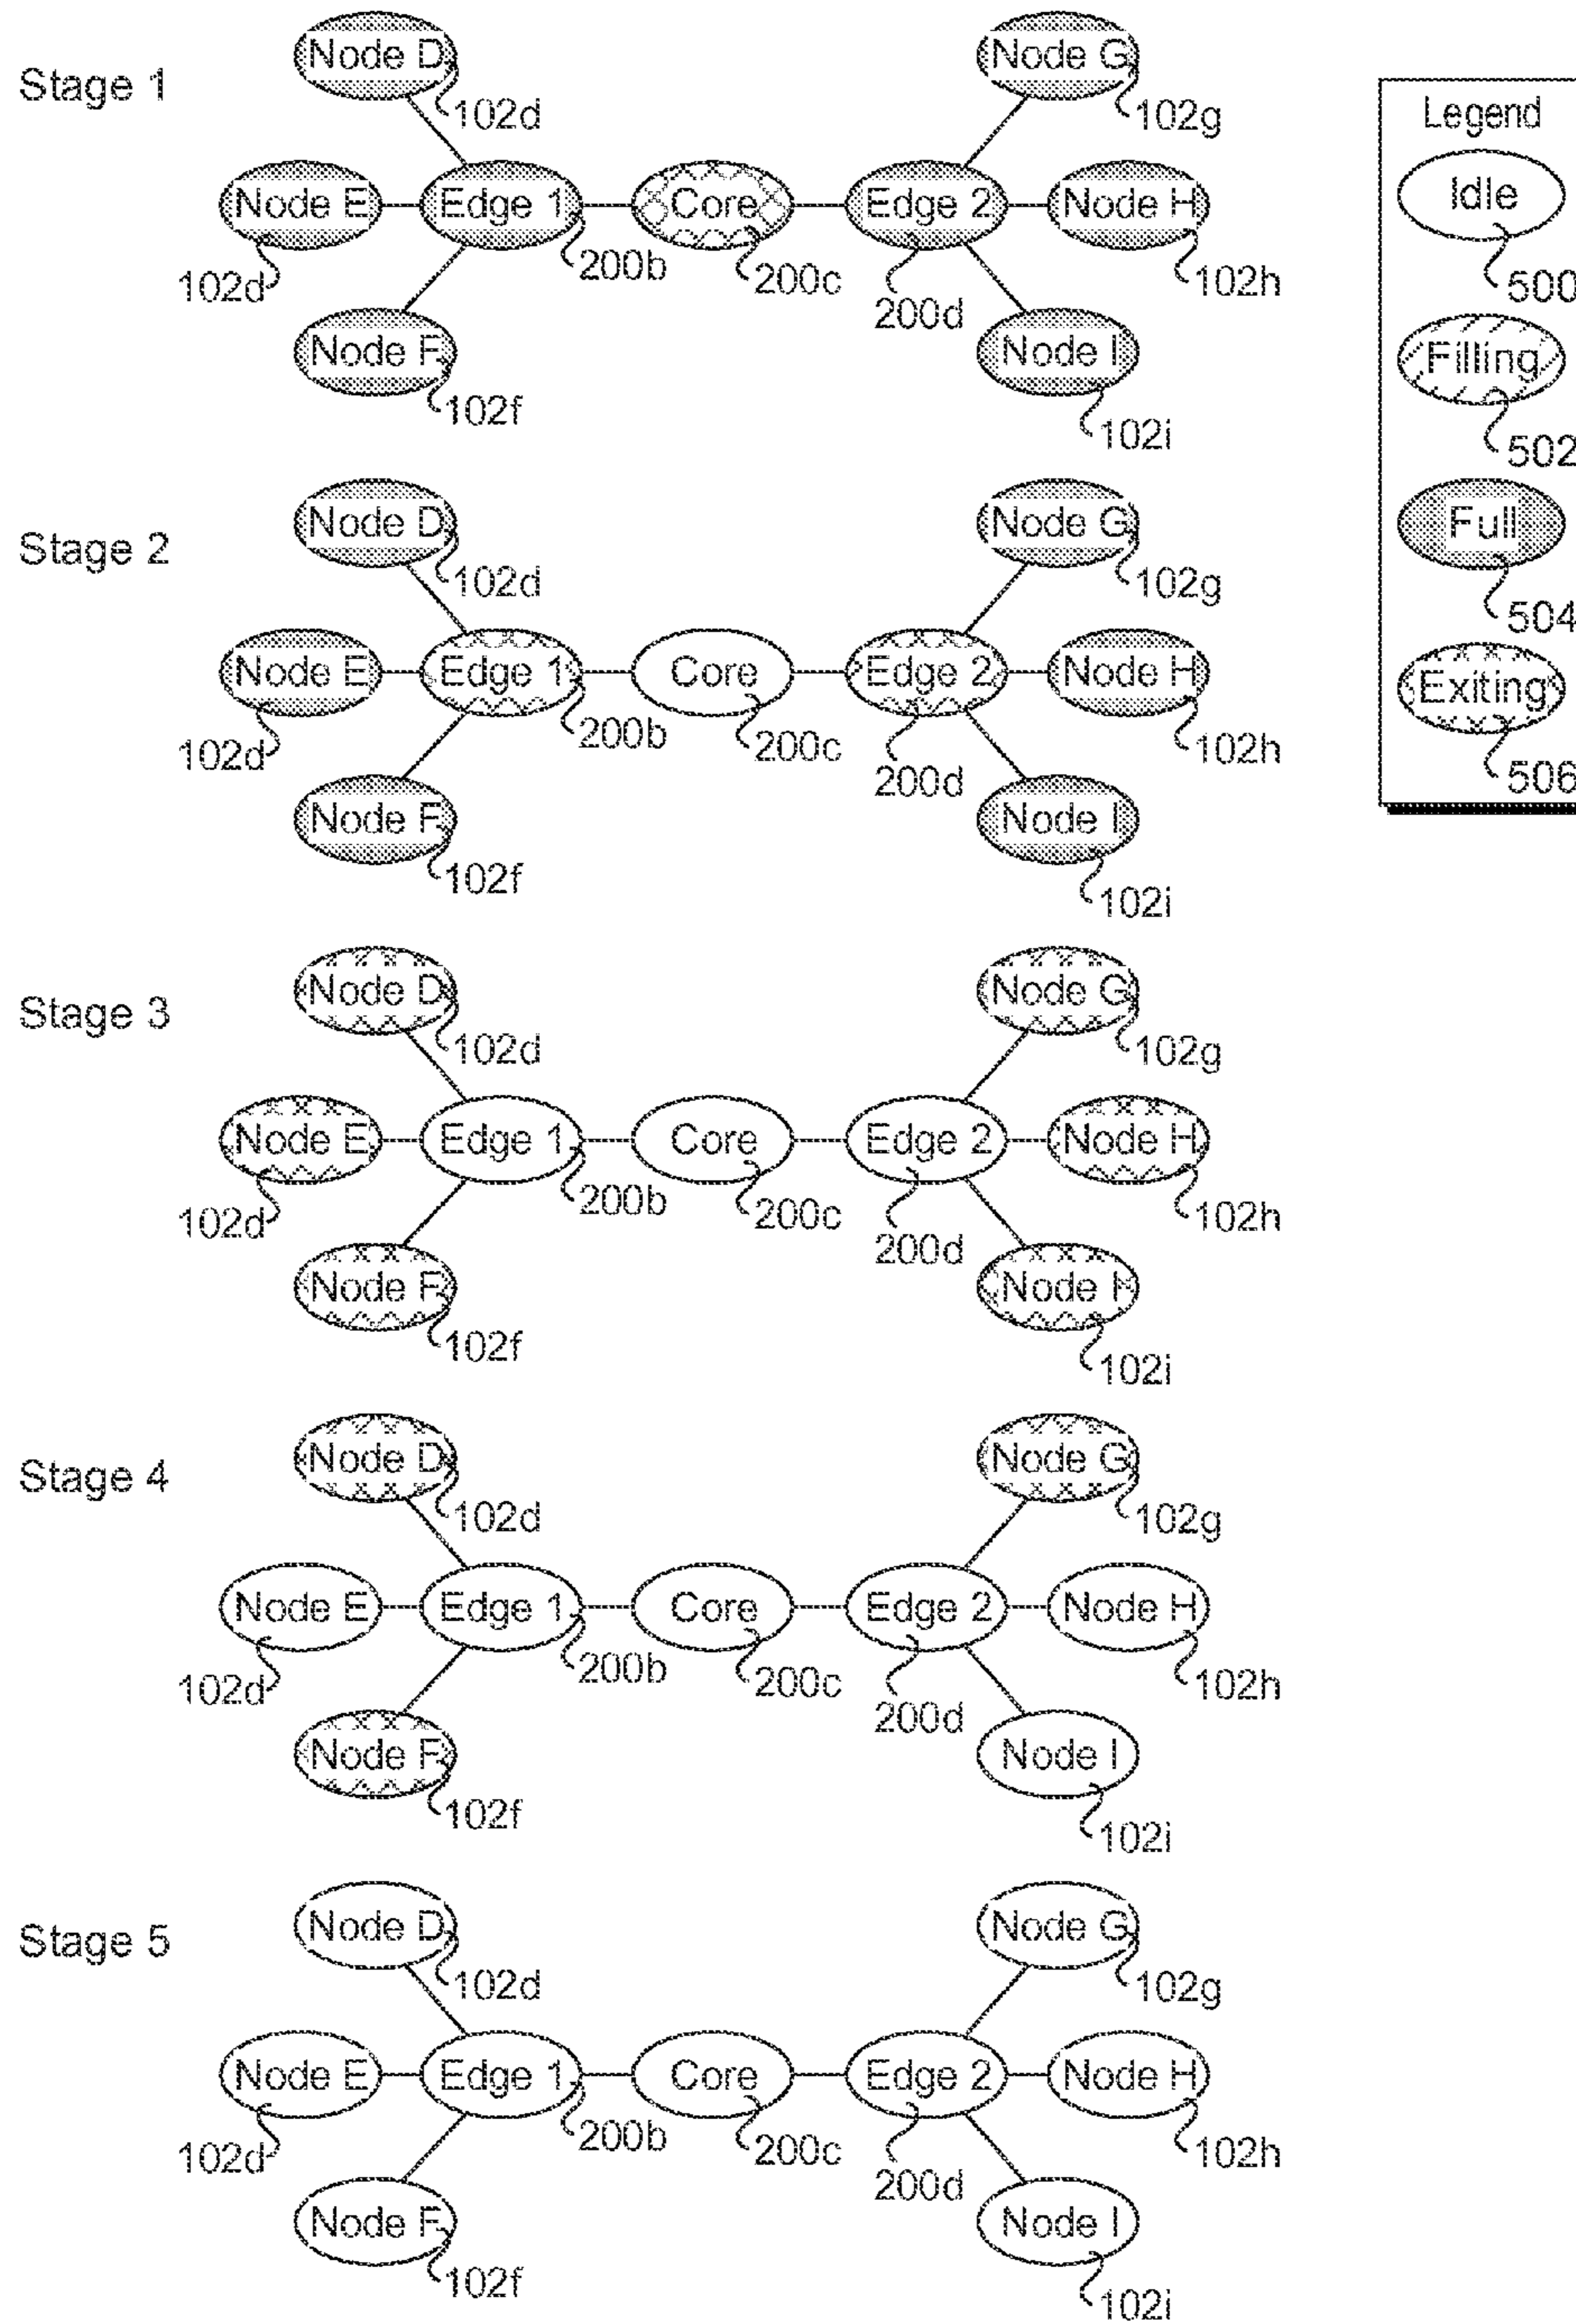 Stage 1
Node D
102d
Node G
102g
Node E
102d
Edge 1
200b
Core
200c
Edge 2
200d
Node H
102h
Node F
102f
Node I
102i
Stage 2
Node D
102d
Node G
102g
Node E
102d
Edge 1
200b
Core
200c
Edge 2
200d
Node H
102h
Node F
102f
Node I
102i
Stage 3
Node D
102d
Node G
102g
Node E
102d
Edge 1
200b
Core
200c
Edge 2
200d
Node H
102h
Node F
102f
Node I
102i
Stage 4
Node D
102d
Node G
102g
Node E
102d
Edge 1
200b
Core
200c
Edge 2
200d
Node H
102h
Node F
102f
Node I
102i
Stage 5
Node D
102d
Node G
102g
Node E
102d
Edge 1
200b
Core
200c
Edge 2
200d
Node H
102h
Node F
102f
Node I
102i
Legend
Idle
500
Filling
502
Full
504
Exiting
506